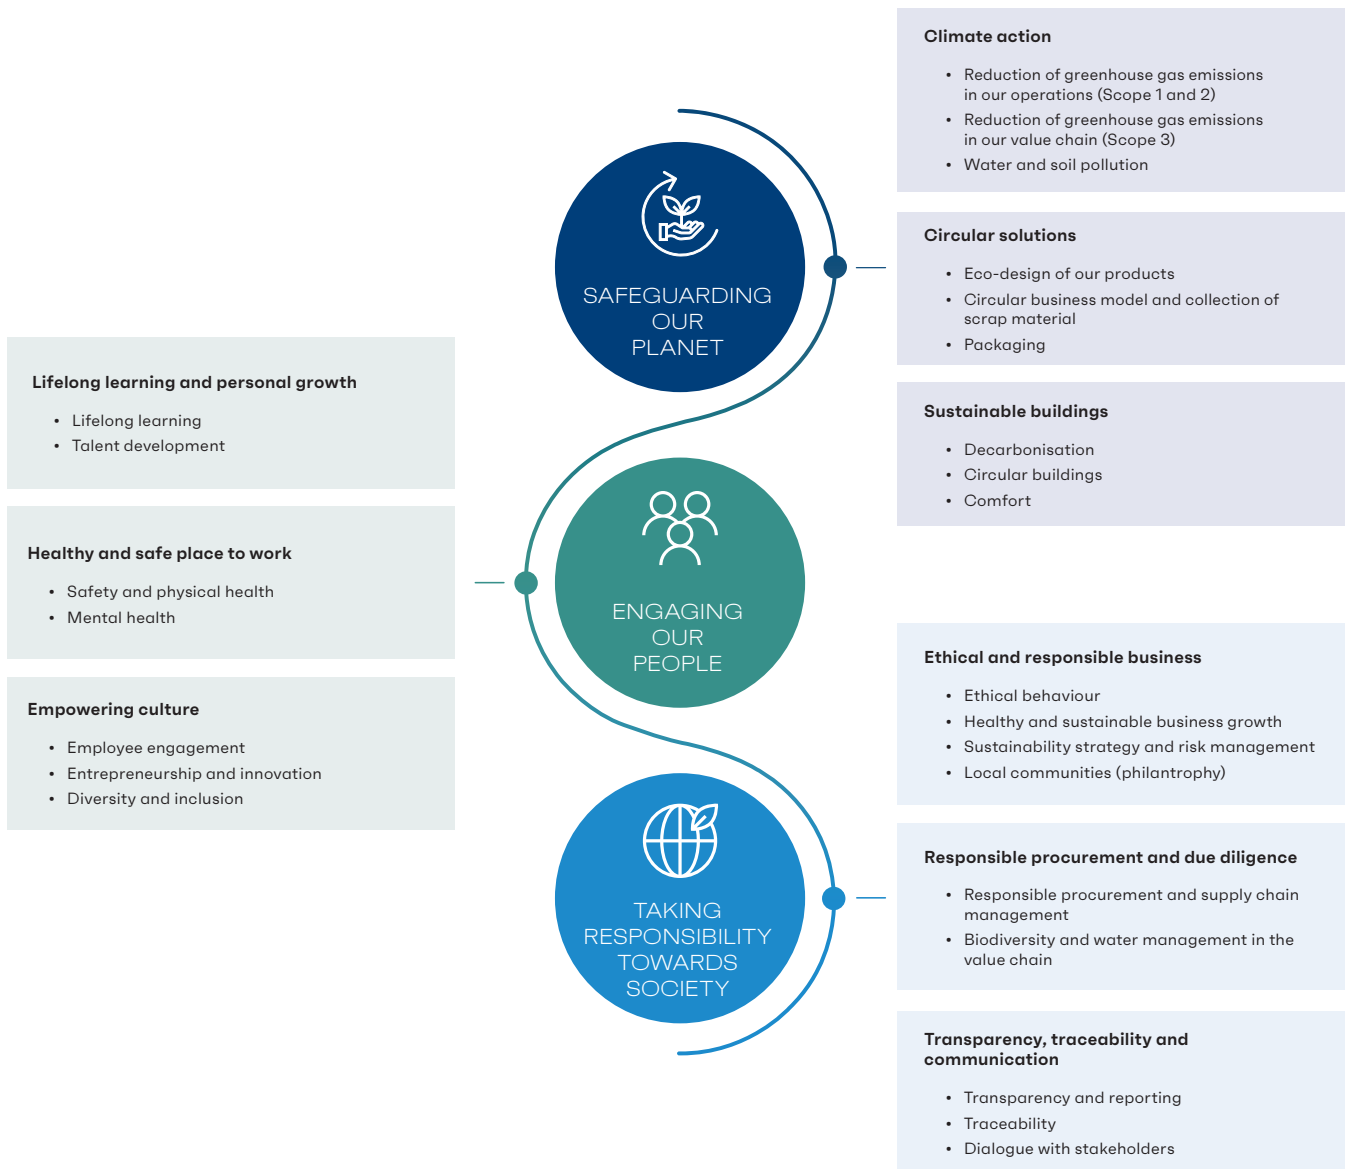 SAFEGUARDING
OUR
PLANET
Climate action
• Reduction of greenhouse gas emissions
in our operations (Scope 1 and 2)
• Reduction of greenhouse gas emissions
in our value chain (Scope 3)
• Water and soil pollution
Circular solutions
• Eco-design of our products
• Circular business model and collection of
scrap material
• Packaging
Sustainable buildings
• Decarbonisation
• Circular buildings
• Comfort
ENGAGING
OUR
PEOPLE
Lifelong learning and personal growth
• Lifelong learning
• Talent development
Healthy and safe place to work
• Safety and physical health
• Mental health
Empowering culture
• Employee engagement
• Entrepreneurship and innovation
• Diversity and inclusion
TAKING
RESPONSIBILITY
TOWARDS
SOCIETY
Ethical and responsible business
• Ethical behaviour
• Healthy and sustainable business growth
• Sustainability strategy and risk management
• Local communities (philantrophy)
Responsible procurement and due diligence
• Responsible procurement and supply chain
management
• Biodiversity and water management in the
value chain
Transparency, traceability and
communication
• Transparency and reporting
• Traceability
• Dialogue with stakeholders